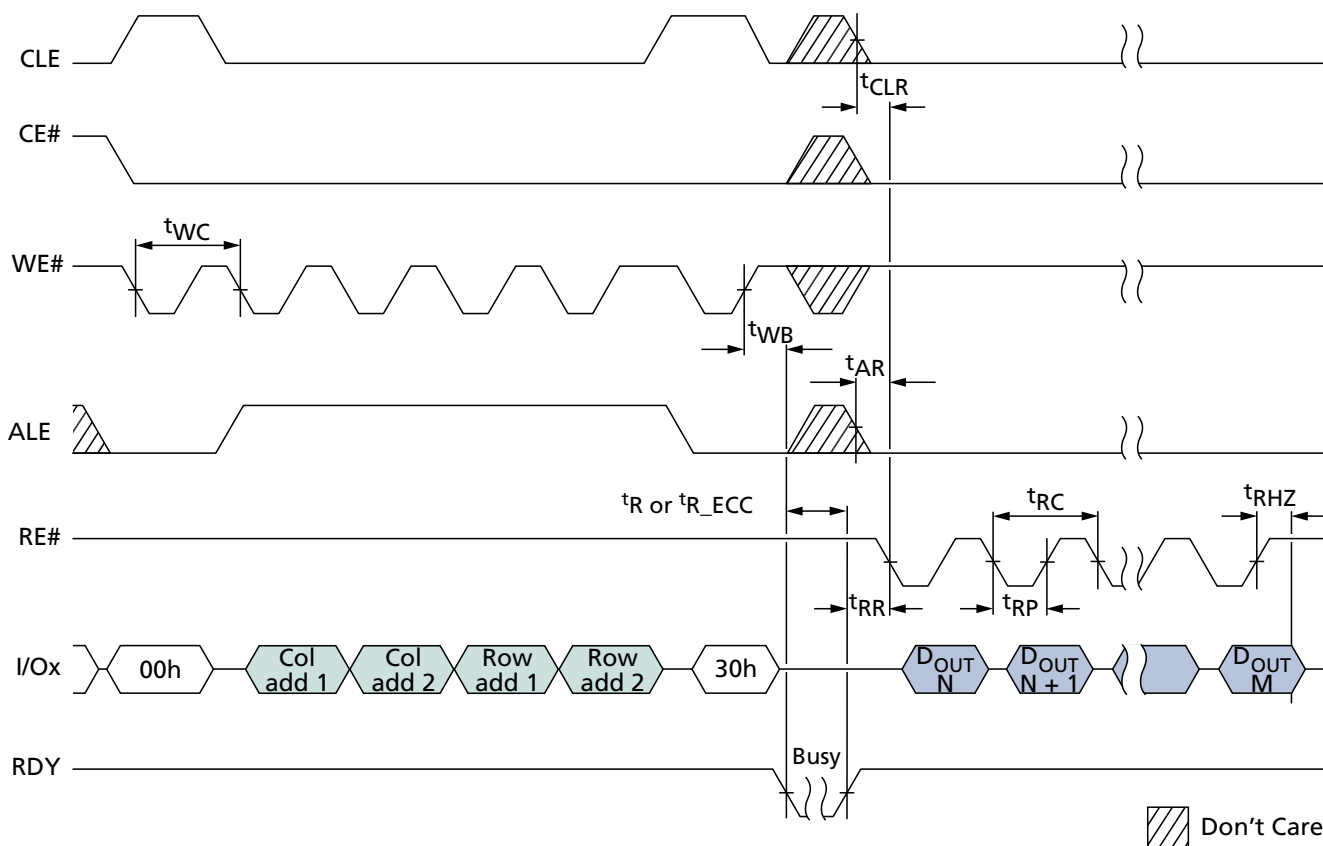 CLE
tCLR
CE#
tWC
WE#
tWB
tAR
ALE
tR or tR_ECC
tRC
tRHZ
RE#
tRR
tRP
I/Ox
00h
Col
add 1
Col
add 2
Row
add 1
Row
add 2
30h
DOUT
N
DOUT
N + 1
DOUT
M
Busy
RDY
Don't Care